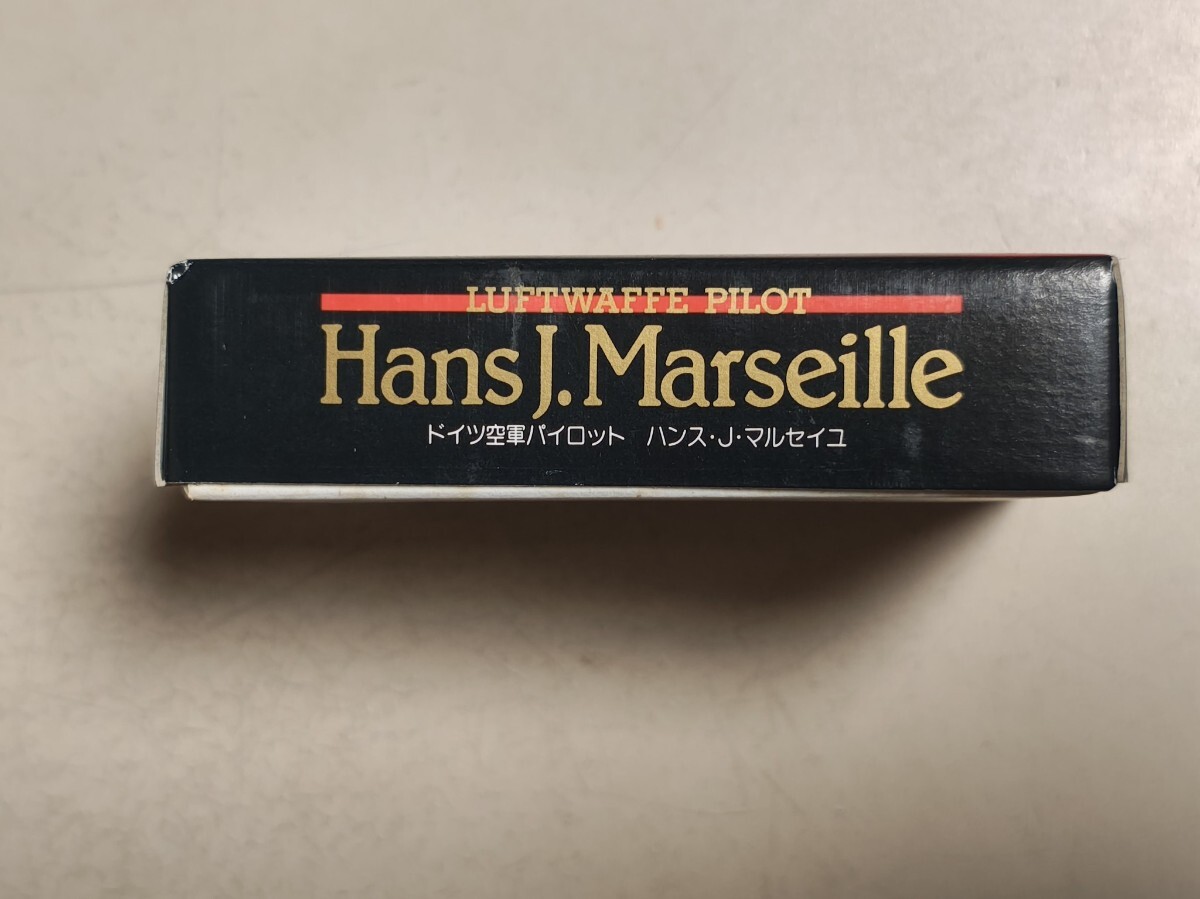 LUFTWAFFE PILOT
Hans J. Marseille
ドイツ空軍パイロット ハンス・J・マルセイユ